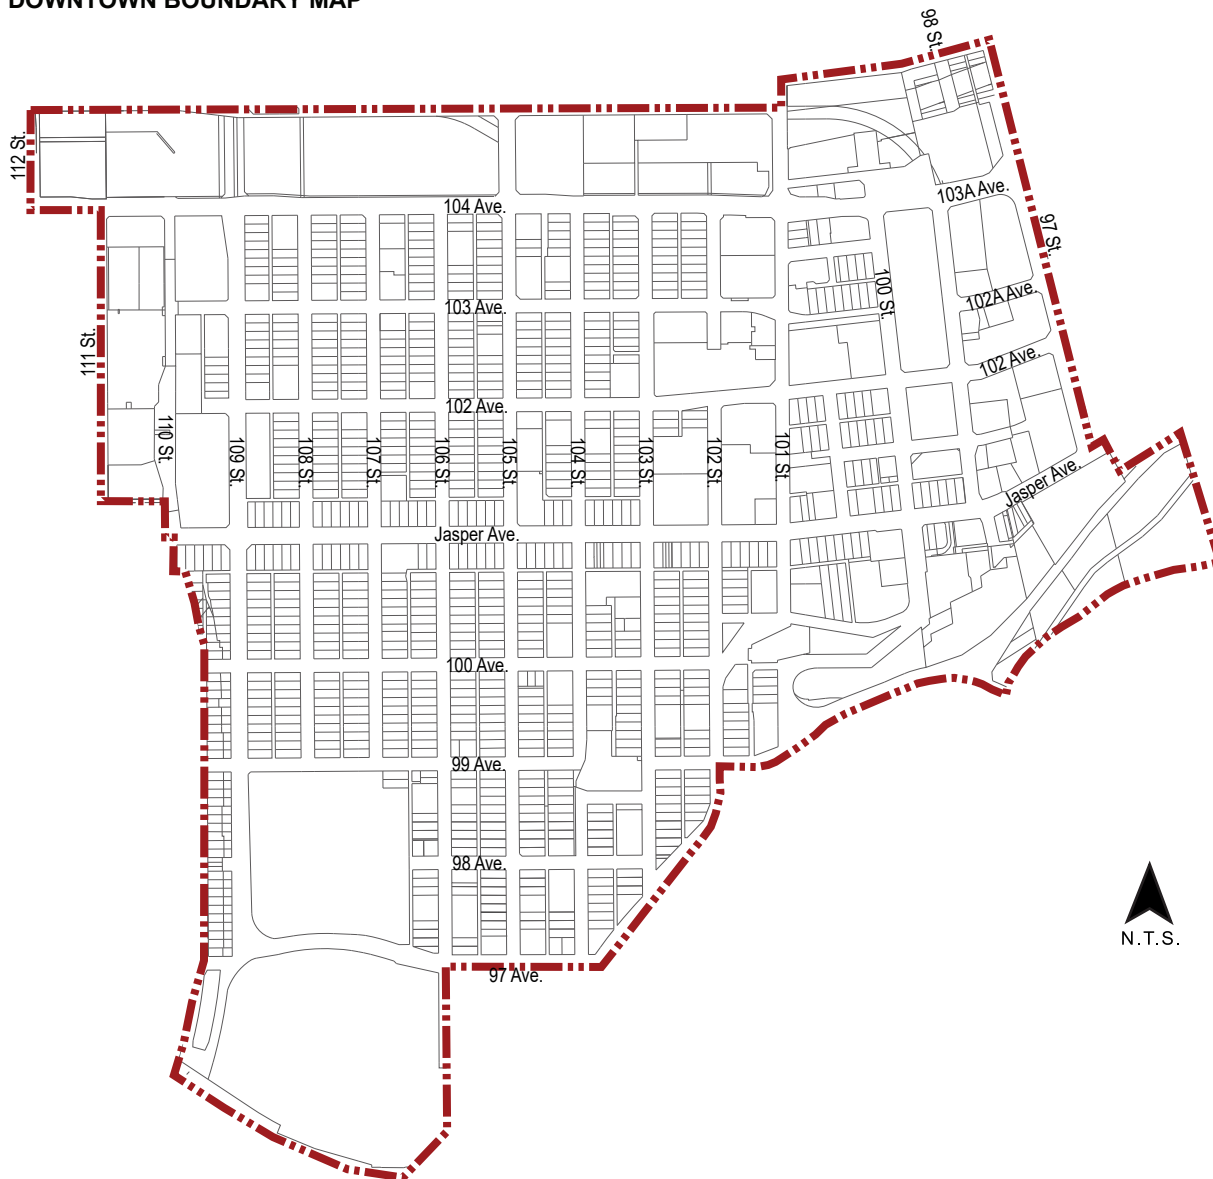 DOWNTOWN BOUNDARY MAP
98 St.
112 St.
104 Ave.
103A Ave.
97 St.
100 St.
102A Ave.
103 Ave.
111 St.
102 Ave.
102 Ave.
110 St.
109 St.
108 St.
107 St.
106 St.
105 St.
104 St.
103 St.
102 St.
101 St.
Jasper Ave.
Jasper Ave.
100 Ave.
99 Ave.
98 Ave.
97 Ave.
N.T.S.